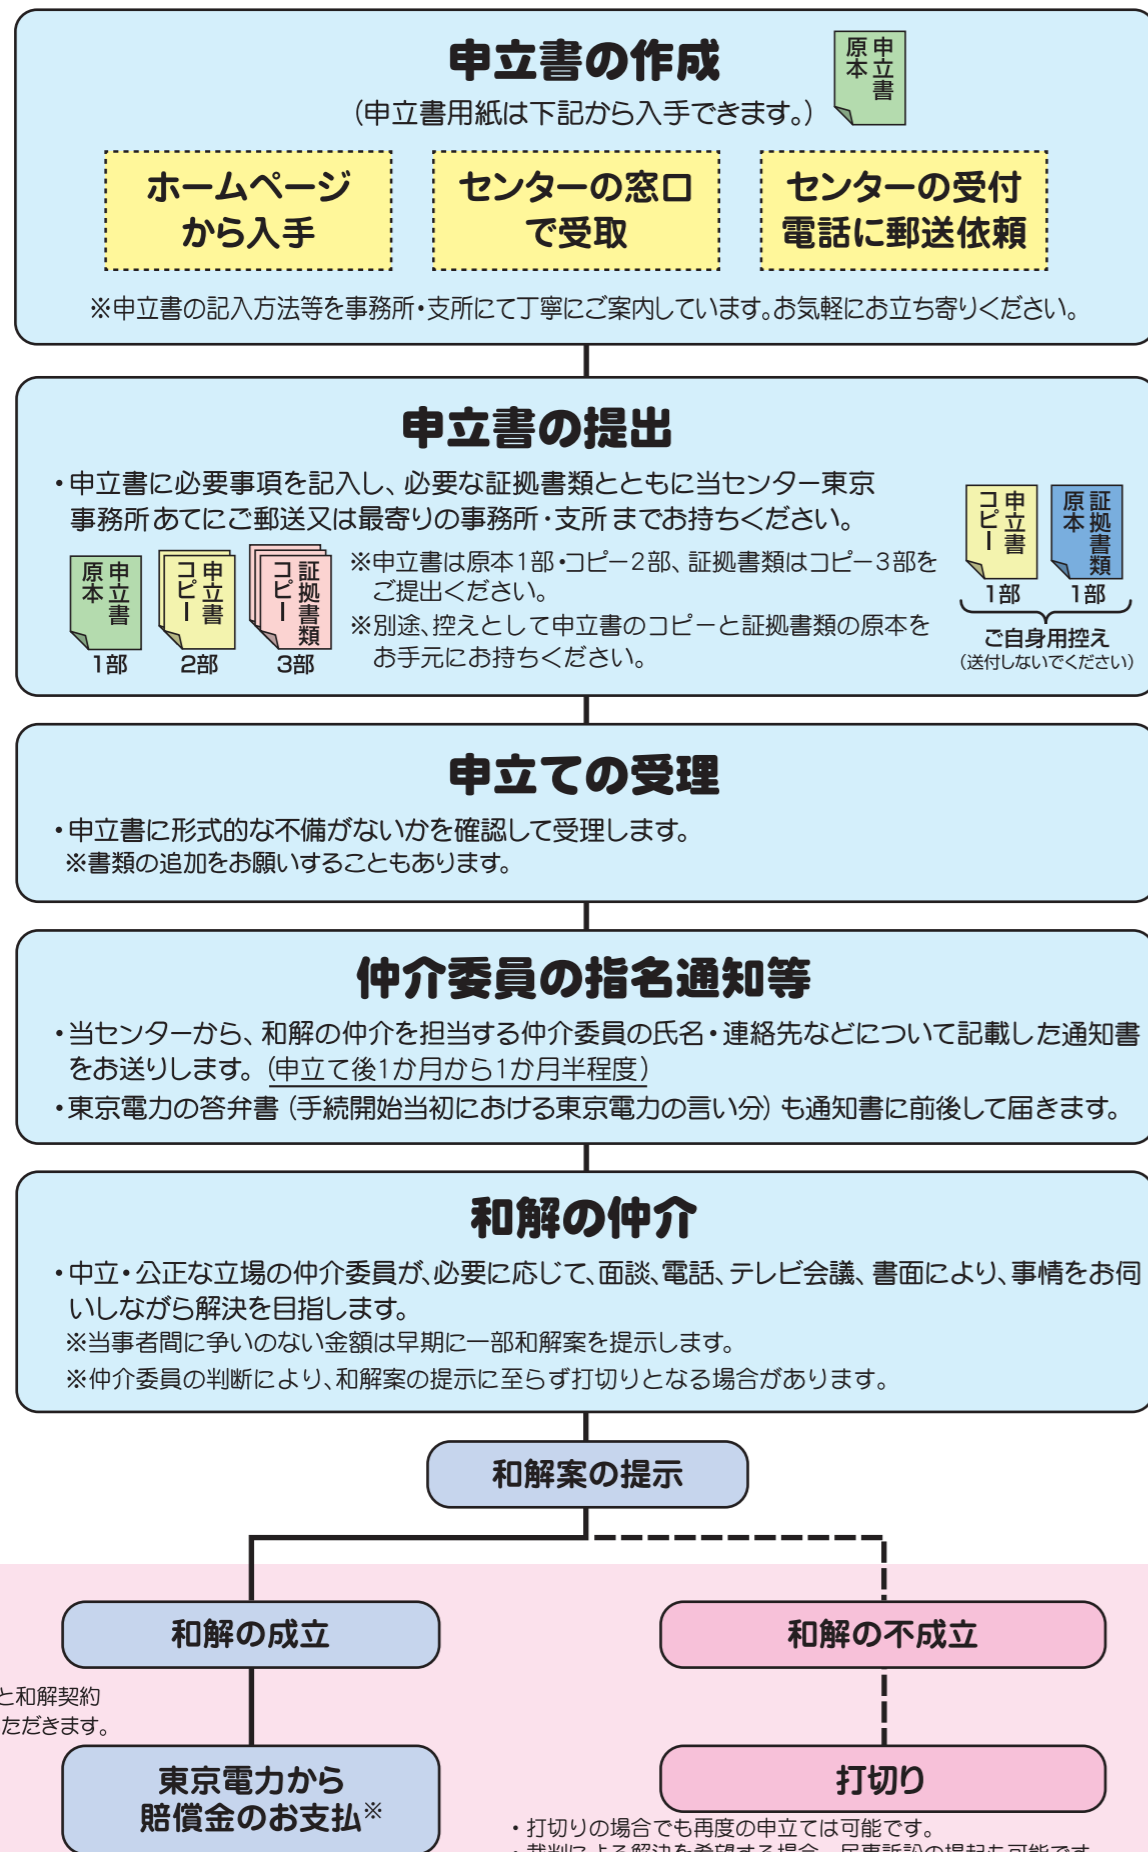 申立書の作成
申立書
原本
(申立書用紙は下記から入手できます。)
ホームページ
から入手
センターの窓口
で受取
センターの受付
電話に郵送依頼
※申立書の記入方法等を事務所・支所にて丁寧にご案内しています。お気軽にお立ち寄りください。
申立書の提出
・申立書に必要事項を記入し、必要な証拠書類とともに当センター東京
事務所あてにご郵送又は最寄りの事務所・支所までお持ちください。
申立書
原本
1部
申立書
コピー
2部
証拠書類
コピー
3部
※申立書は原本1部・コピー2部、証拠書類はコピー3部を
ご提出ください。
※別途、控えとして申立書のコピーと証拠書類の原本を
お手元にお持ちください。
申立書
コピー
1部
証拠書類
原本
1部
ご自身用控え
(送付しないでください)
申立ての受理
・申立書に形式的な不備がないかを確認して受理します。
※書類の追加をお願いすることもあります。
仲介委員の指名通知等
・当センターから、和解の仲介を担当する仲介委員の氏名・連絡先などについて記載した通知書
をお送りします。(申立て後1か月から1か月半程度)
・東京電力の答弁書(手続開始当初における東京電力の言い分)も通知書に前後して届きます。
和解の仲介
・中立・公正な立場の仲介委員が、必要に応じて、面談、電話、テレビ会議、書面により、事情をお伺
いしながら解決を目指します。
※当事者間に争いのない金額は早期に一部和解案を提示します。
※仲介委員の判断により、和解案の提示に至らず打切りとなる場合があります。
和解案の提示
和解の成立
と和解契約
ただきます。
東京電力から
賠償金のお支払※
和解の不成立
打切り
・打切りの場合でも再度の申立ては可能です。
・裁判による解決を希望する場合、民事訴訟の提起も可能です